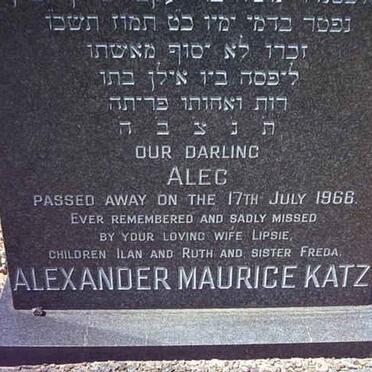 נפטר בדמי ימיו כט תמוז תשכו
זכרו לא יסוף מאשתו
ליפסה בינו אילן בתו
רות ואחותו פרידה
ת נ צ ב ה
OUR DARLING
ALEC
PASSED AWAY ON THE 17TH JULY 1966.
EVER REMEMBERED AND SADLY MISSED
BY YOUR LOVING WIFE LIPSIE,
CHILDREN ILAN AND RUTH AND SISTER FREDA.
ALEXANDER MAURICE KATZ